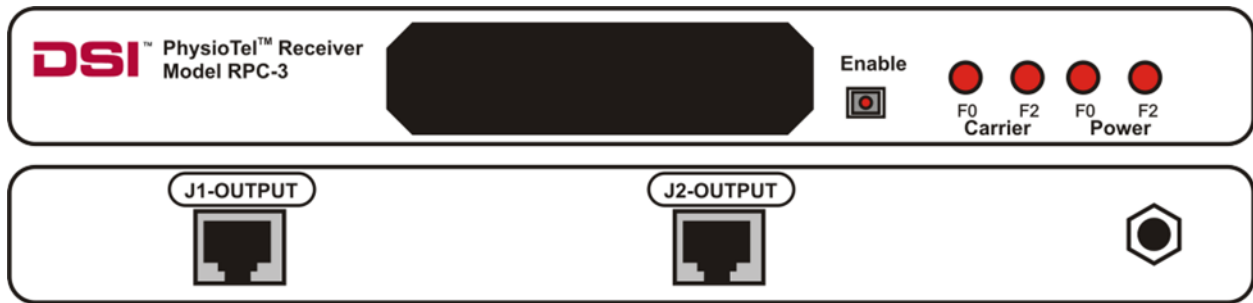 DSI™ PhysioTel™ Receiver
Model RPC-3
Enable
F0 F2 F0 F2
Carrier Power
J1-OUTPUT J2-OUTPUT